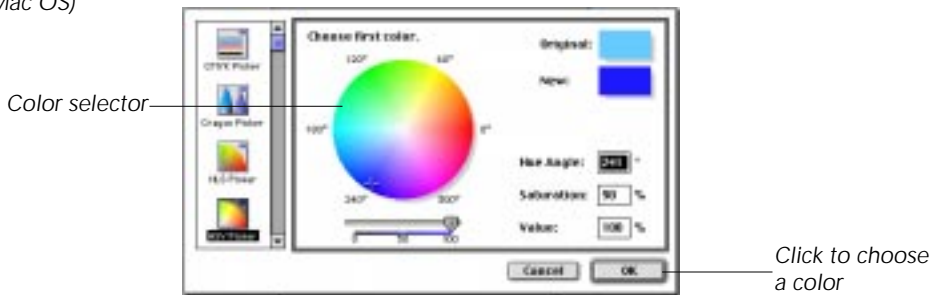 Mac OS)
CMYK Picker
Crayon Picker
HLS Picker
HSV Picker
Color selector
Choose first color.
120°
60°
180°
0°
240°
300°
0
50
100
Original:
New:
Hue Angle:
°
Saturation:
%
Value:
100 %
Cancel
OK
Click to choose
a color